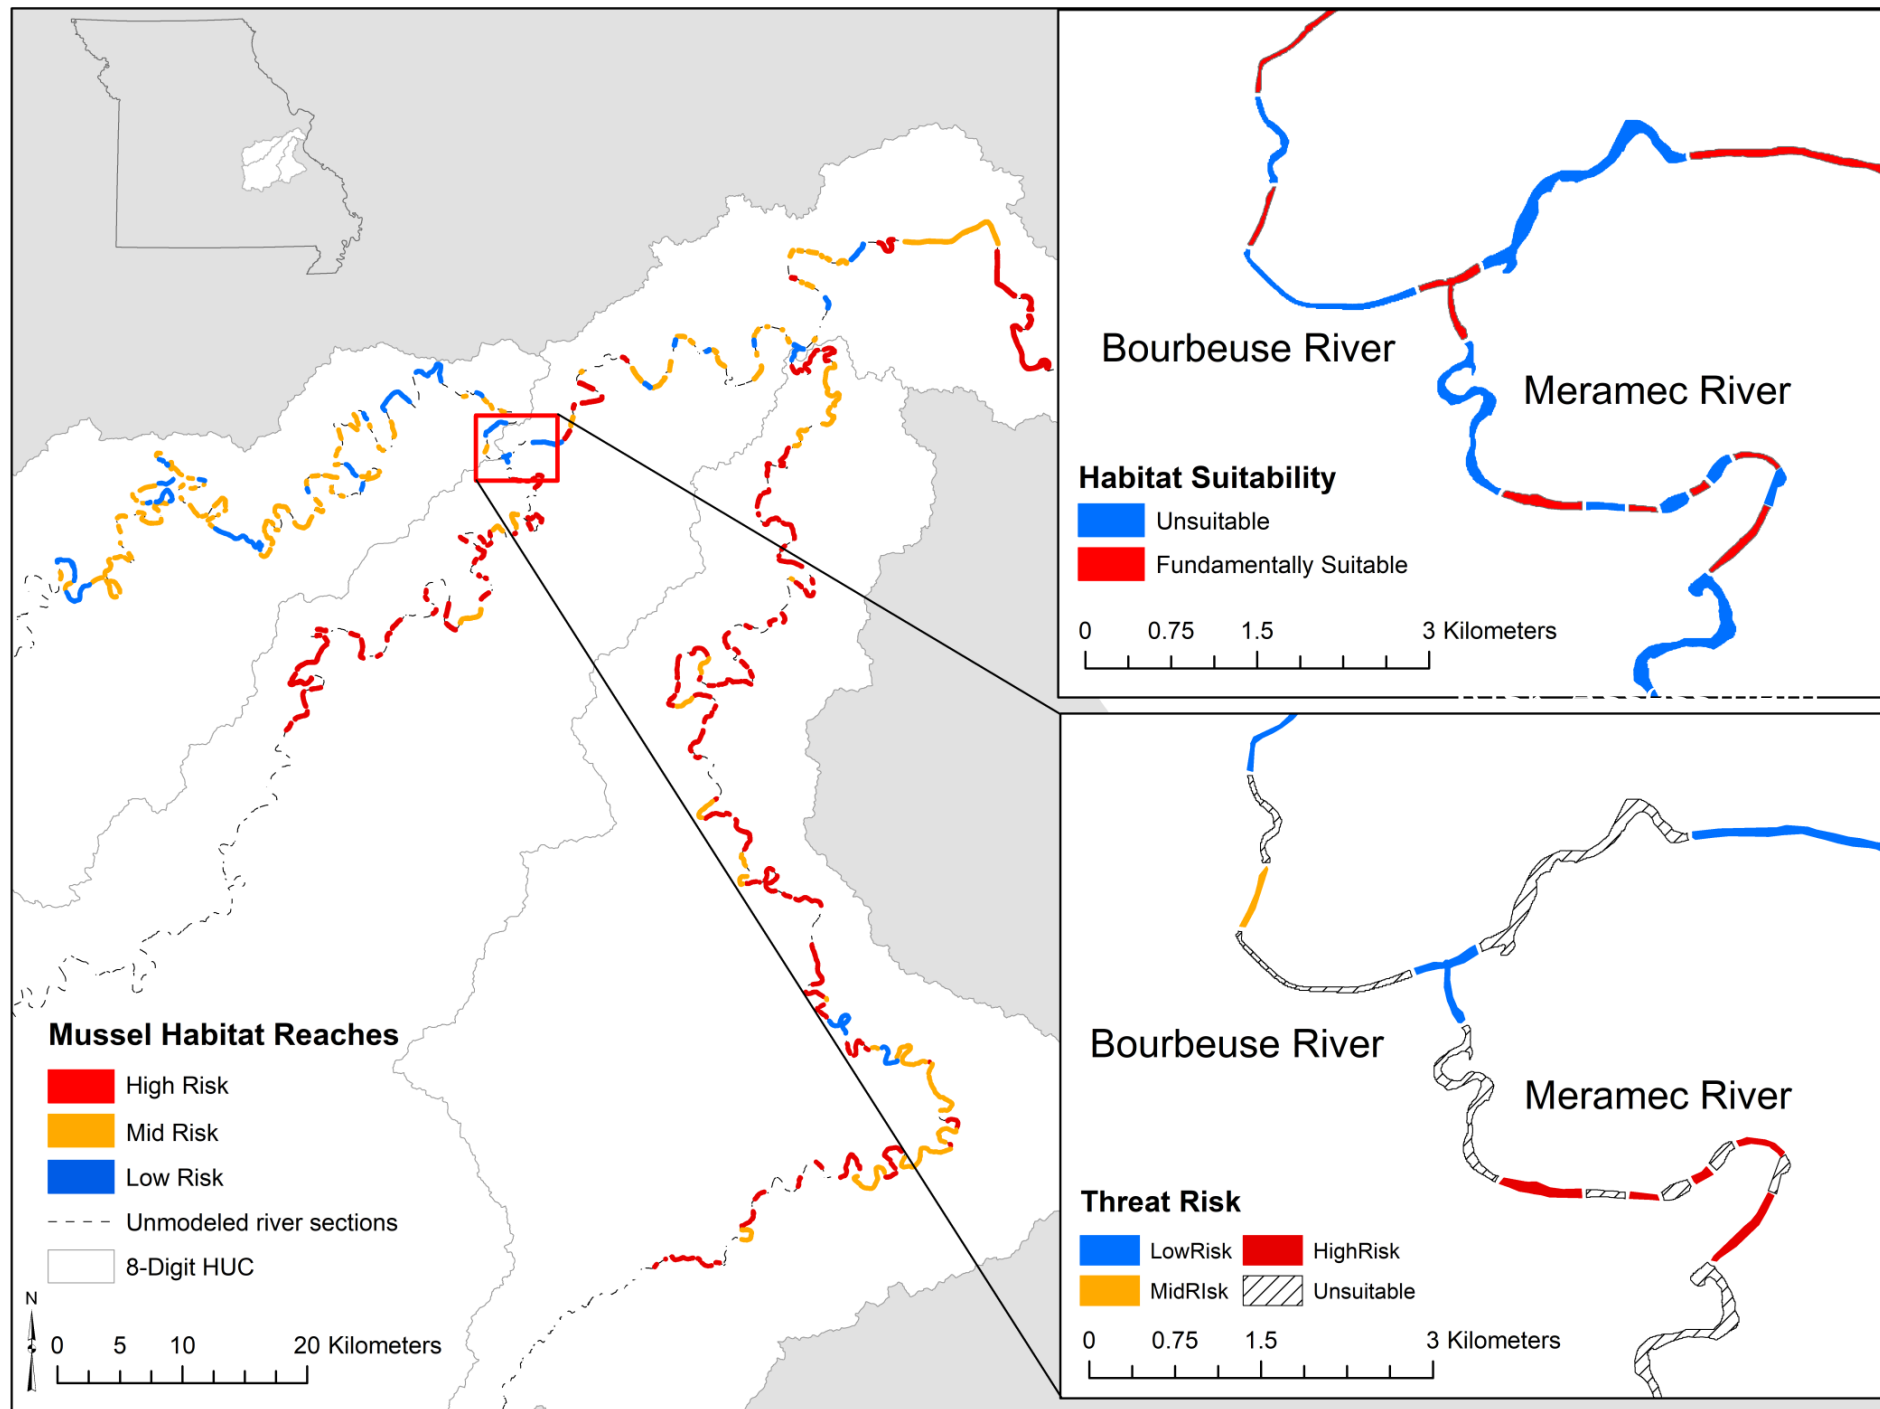 Bourbeuse River
Meramec River
Habitat Suitability
Unsuitable
Fundamentally Suitable
0 0.75 1.5 3 Kilometers
Mussel Habitat Reaches
High Risk
Mid Risk
Low Risk
Unmodeled river sections
8-Digit HUC
N
0 5 10 20 Kilometers
Bourbeuse River
Meramec River
Threat Risk
LowRisk HighRisk
MidRIsk Unsuitable
0 0.75 1.5 3 Kilometers